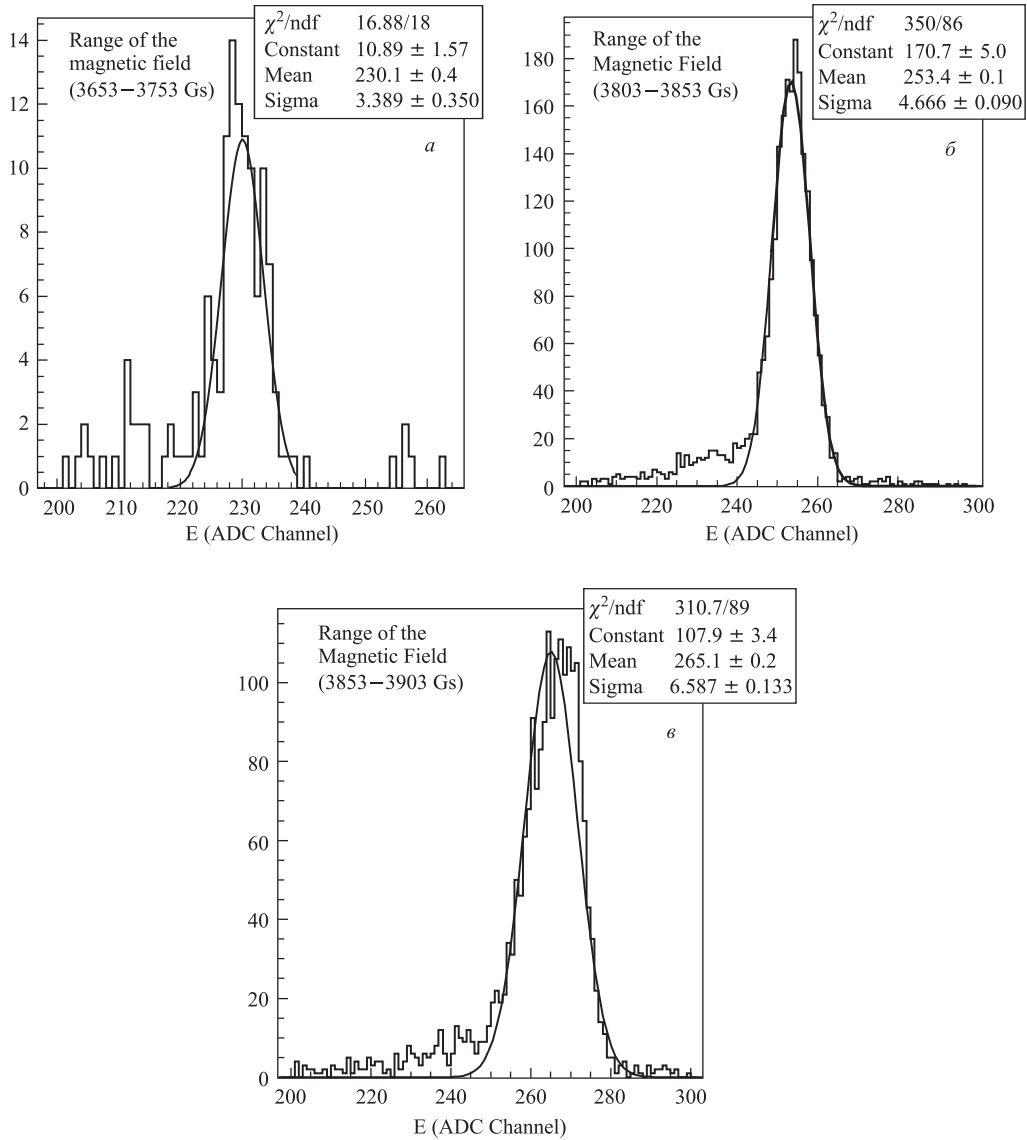 Range of the
magnetic field
(3653−3753 Gs)
χ²/ndf 16.88/18
Constant 10.89 ± 1.57
Mean 230.1 ± 0.4
Sigma 3.389 ± 0.350
а
14
12
10
8
6
4
2
0
200 210 220 230 240 250 260
E (ADC Channel)
Range of the
Magnetic Field
(3803−3853 Gs)
χ²/ndf 350/86
Constant 170.7 ± 5.0
Mean 253.4 ± 0.1
Sigma 4.666 ± 0.090
б
180
160
140
120
100
80
60
40
20
0
200 220 240 260 280 300
E (ADC Channel)
Range of the
Magnetic Field
(3853−3903 Gs)
χ²/ndf 310.7/89
Constant 107.9 ± 3.4
Mean 265.1 ± 0.2
Sigma 6.587 ± 0.133
в
100
80
60
40
20
0
200 220 240 260 280 300
E (ADC Channel)